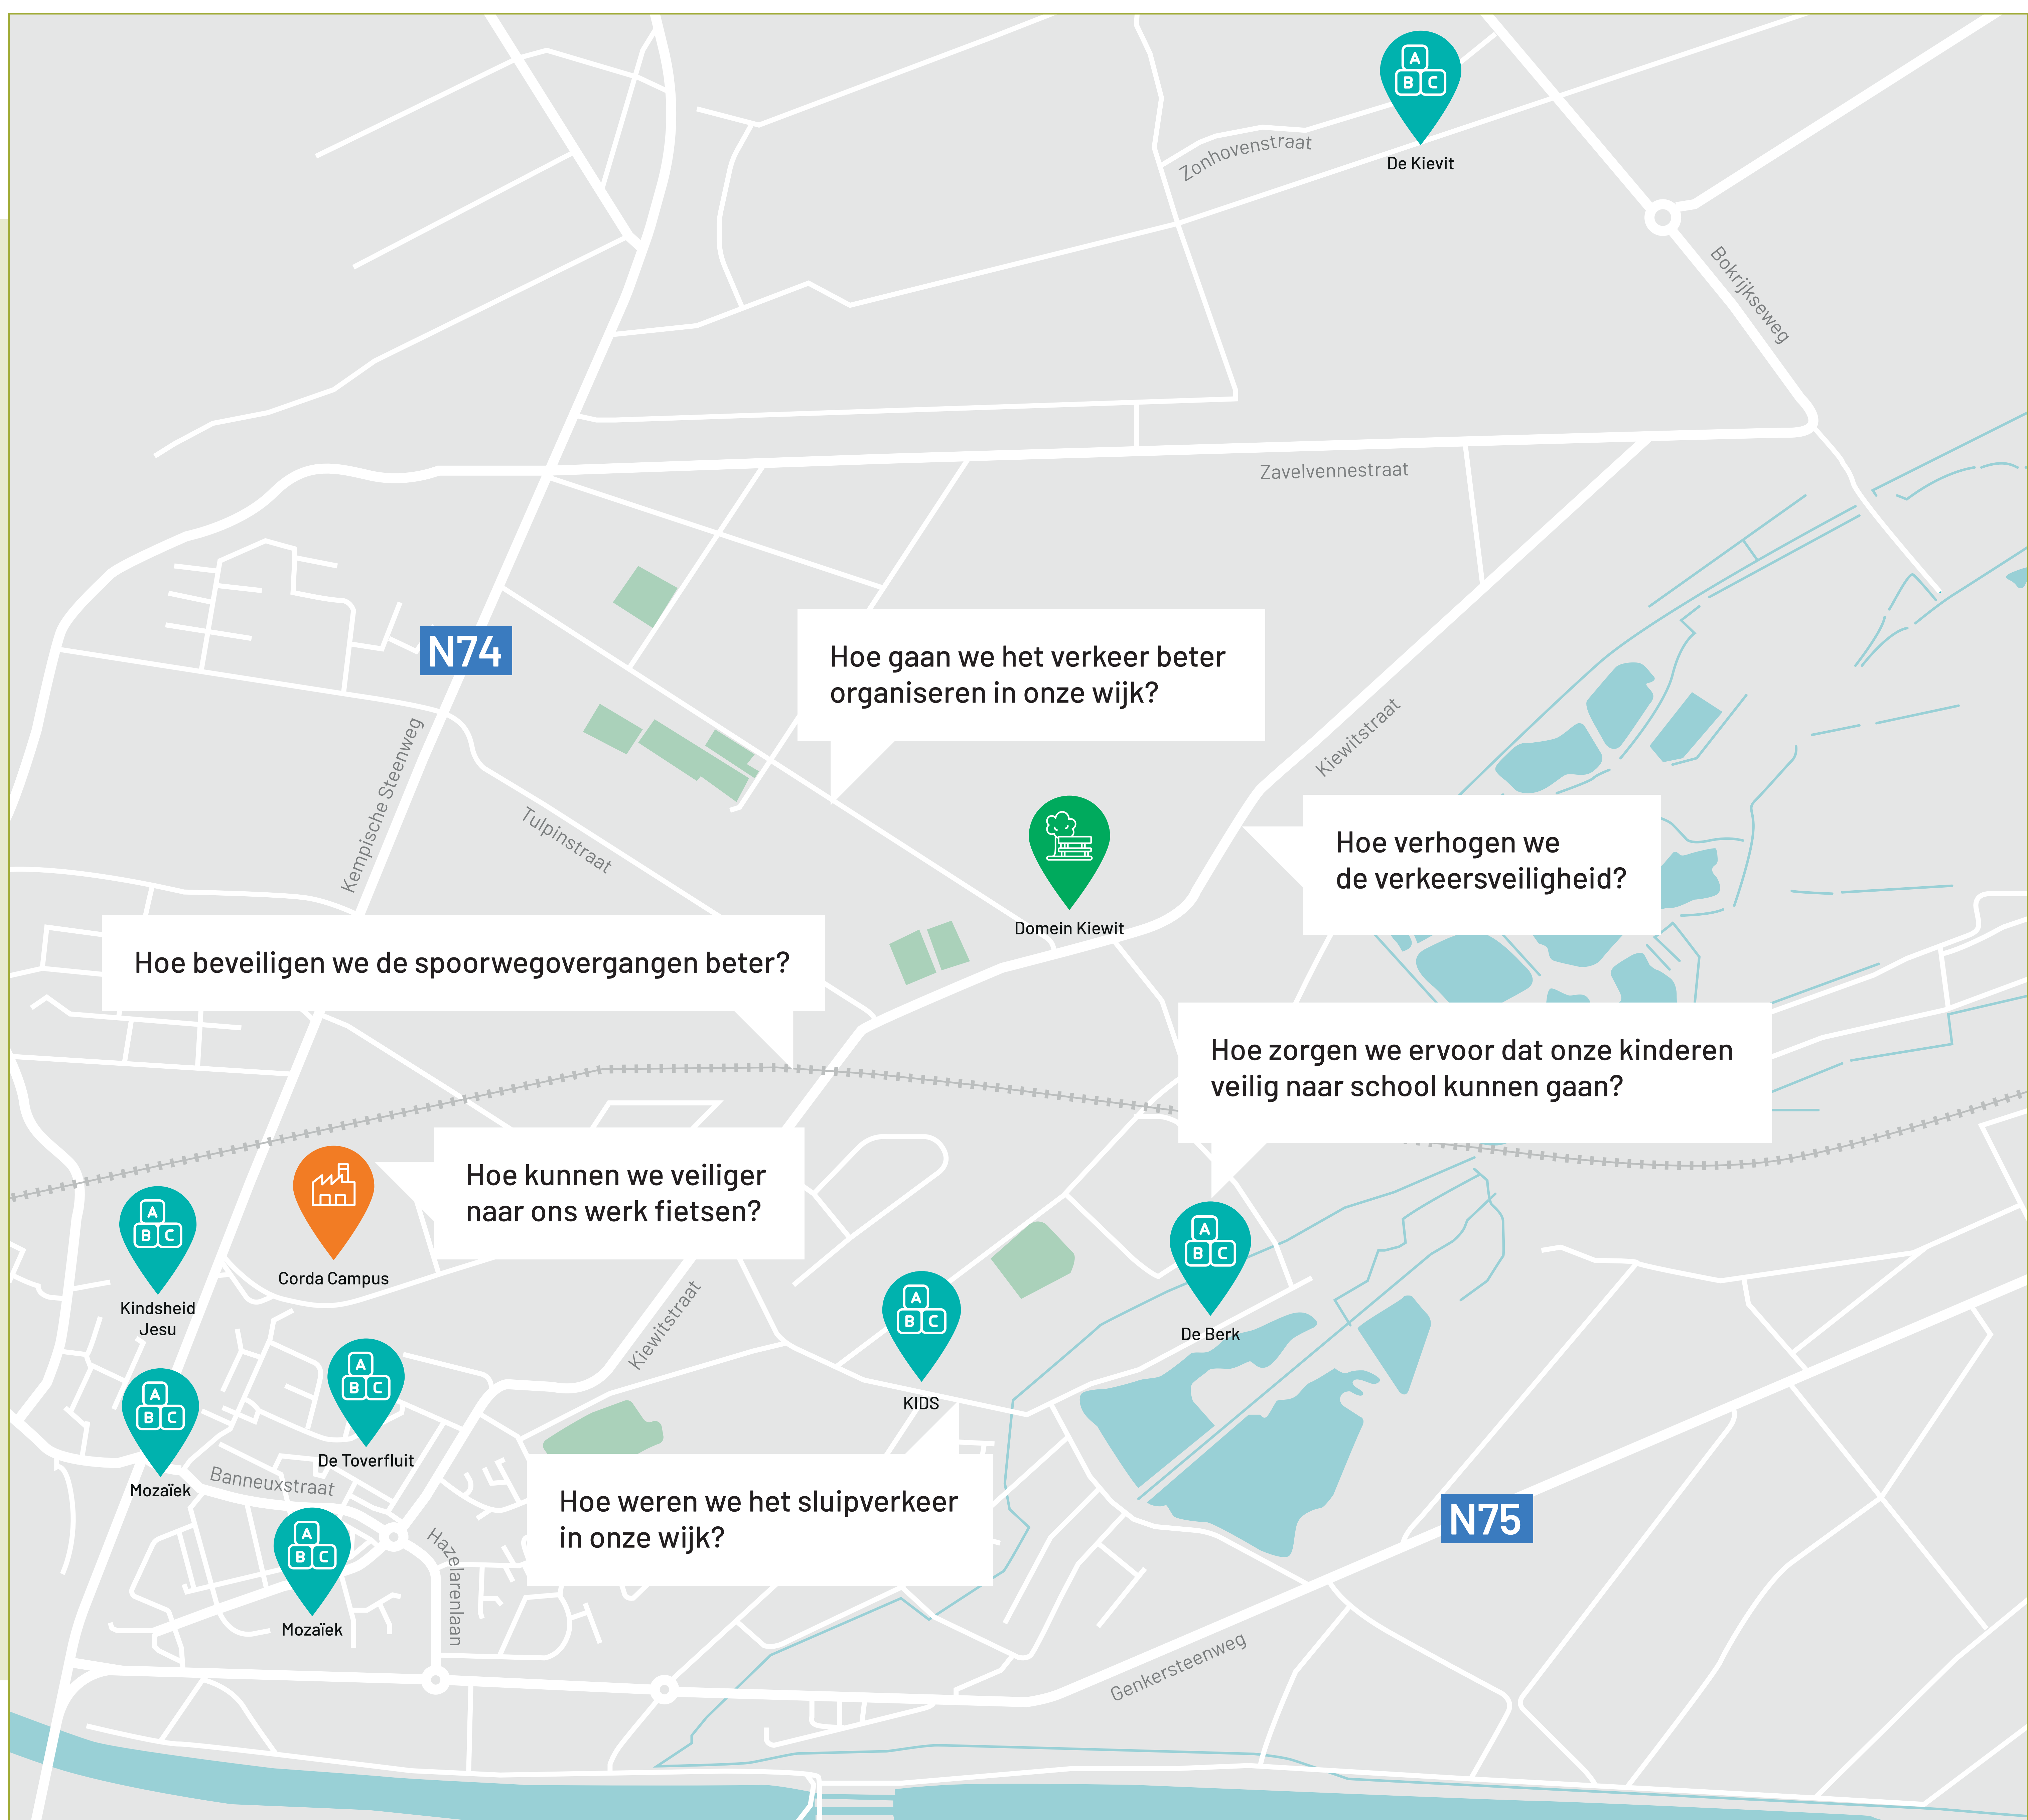 A
B C
De Kievit
Zonhovenstraat
Bokrijkseweg
Zavelvennestraat
N74
Hoe gaan we het verkeer beter
organiseren in onze wijk?
Kempische Steenweg
Tulpinstraat
Kiewitstraat
Hoe verhogen we
de verkeersveiligheid?
Domein Kiewit
Hoe beveiligen we de spoorwegovergangen beter?
Hoe zorgen we ervoor dat onze kinderen
veilig naar school kunnen gaan?
Hoe kunnen we veiliger
naar ons werk fietsen?
Corda Campus
A
B C
Kindsheid
Jesu
A
B C
De Berk
Kiewitstraat
A
B C
KIDS
A
B C
De Toverfluit
A
B C
Mozaïek
Banneuxstraat
A
B C
Mozaïek
Hazelarenlaan
Hoe weren we het sluipverkeer
in onze wijk?
N75
Genkersteenweg